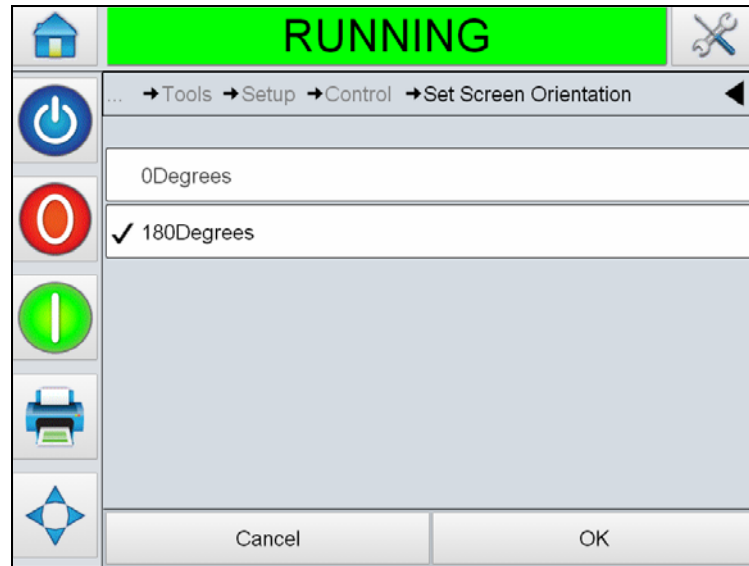 RUNNING
... ➔Tools ➔Setup ➔Control ➔Set Screen Orientation
0Degrees
✓ 180Degrees
Cancel OK